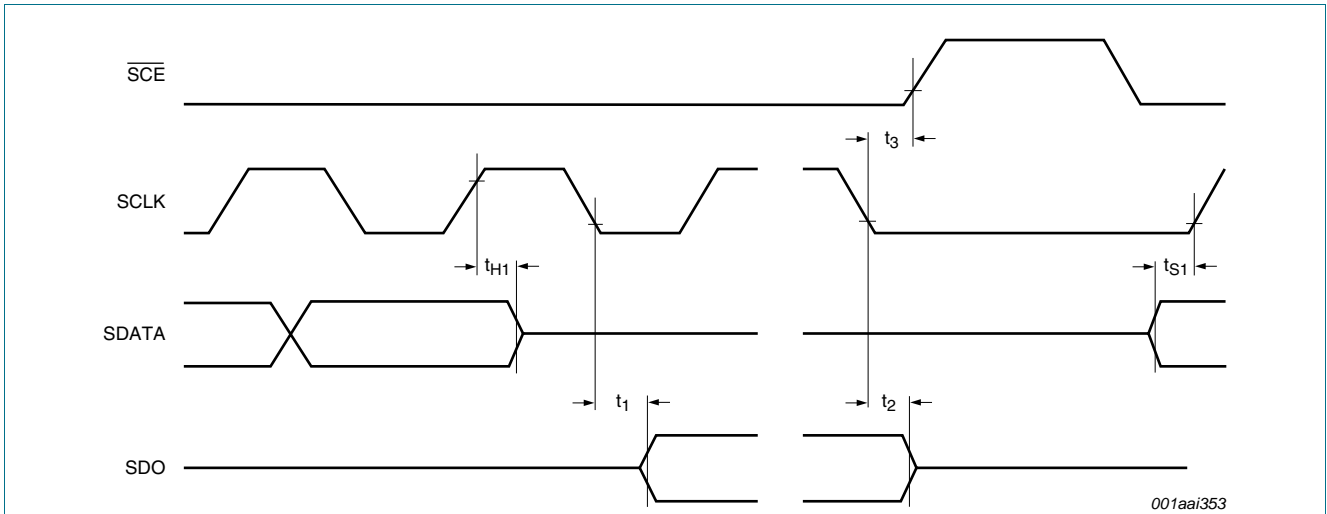 SCE
t3
SCLK
tH1
tS1
SDATA
t1
t2
SDO
001aai353